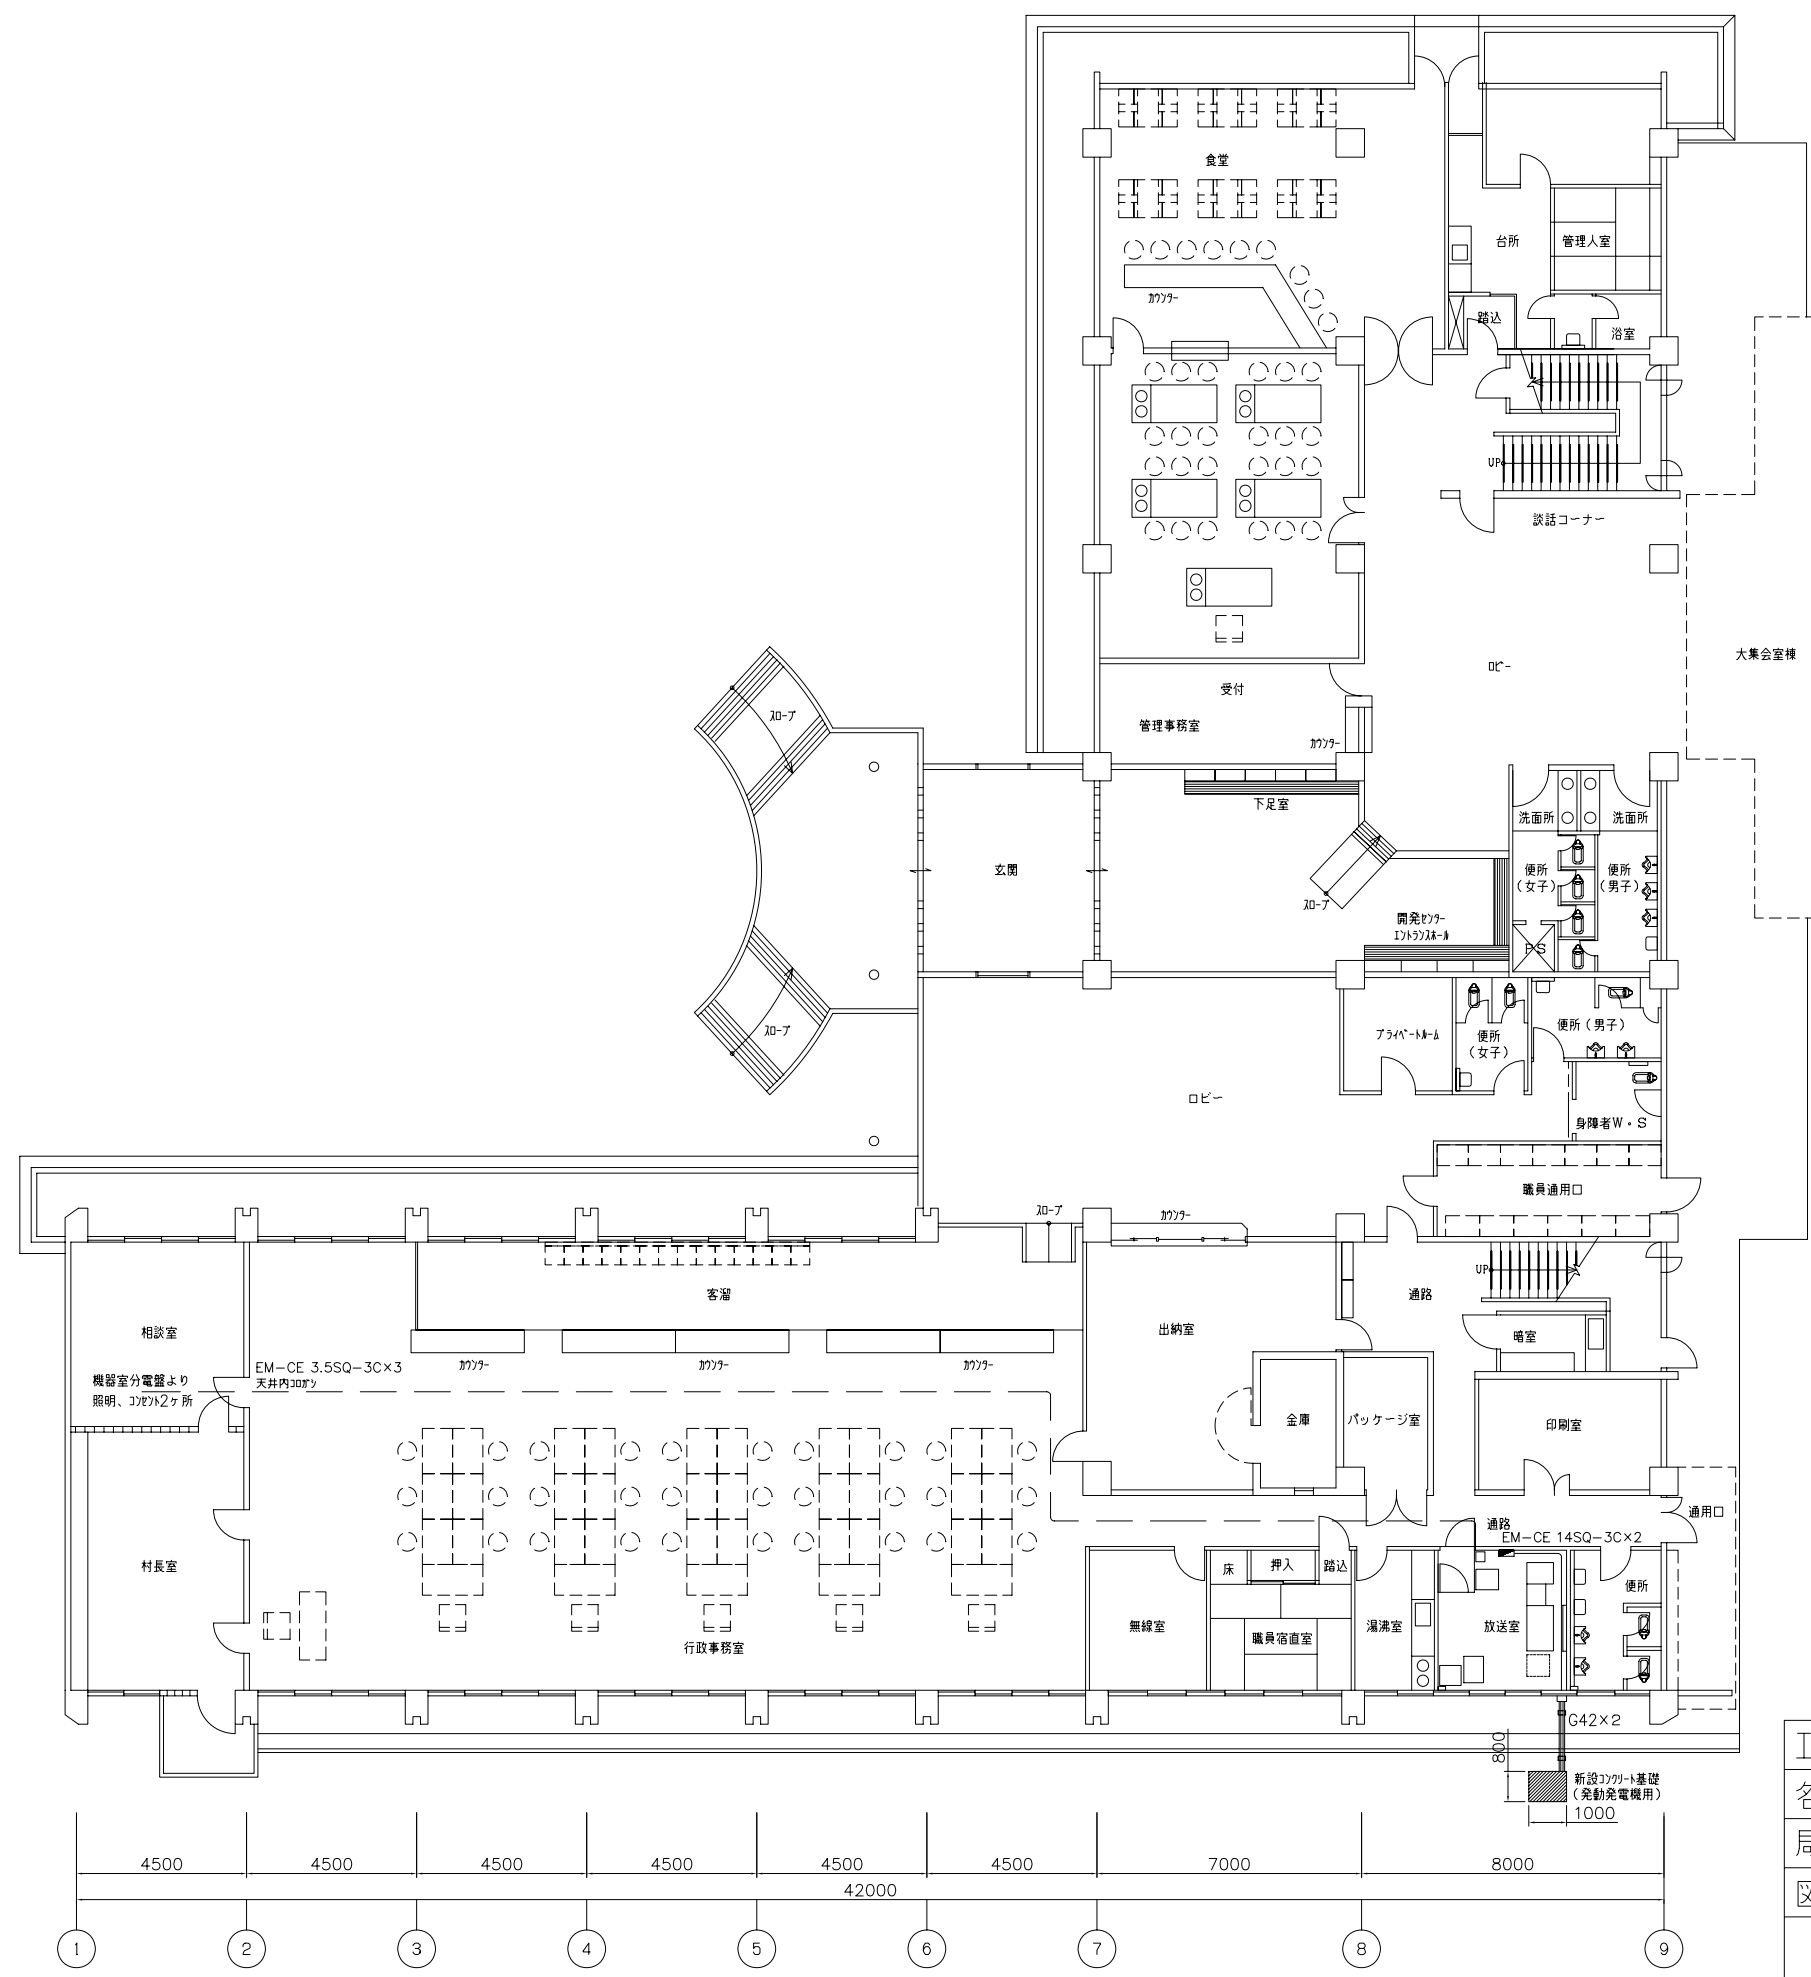 食堂
台所
管理人室
カウンター
踏込
浴室
UP
談話コーナー
ロビー
大集会室棟
受付
管理事務室
カウンター
スロープ
下足室
洗面所
洗面所
玄関
便所
(女子)
便所
(男子)
スロープ
開発センター
エントランスホール
PS
スロープ
プライベートルーム
便所
(女子)
便所(男子)
ロビー
身障者W・S
職員通用口
スロープ
カウンター
客溜
UP
通路
相談室
出納室
暗室
EM-CE 3.5SQ-3C×3
天井内コロガシ
カウンター
カウンター
カウンター
機器室分電盤より
照明、コンセント2ヶ所
金庫
パッケージ室
印刷室
通用口
通路
EM-CE 14SQ-3C×2
村長室
床
押入
踏込
便所
無線室
職員宿直室
湯沸室
放送室
行政事務室
G42×2
800
新設コンクリート基礎
(発動発電機用)
1000
4500
4500
4500
4500
4500
4500
7000
8000
42000
1
2
3
4
5
6
7
8
9